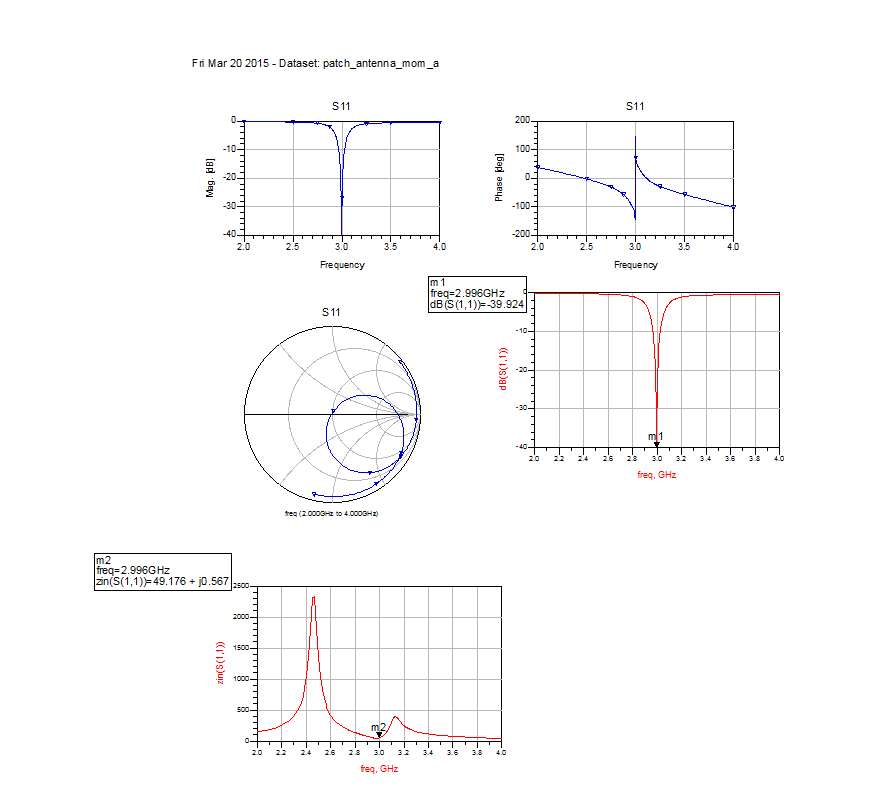 Fri Mar 20 2015 - Dataset: patch_antenna_mom_a
S11
Mag. [dB]
0
-10
-20
-30
-40
2.0 2.5 3.0 3.5 4.0
Frequency
S11
Phase [deg]
200
100
0
-100
-200
2.0 2.5 3.0 3.5 4.0
Frequency
m1
freq=2.996GHz
dB(S(1,1))=-39.924
S11
freq (2.000GHz to 4.000GHz)
dB(S(1,1))
0
-10
-20
-30
-40
m1
2.0 2.2 2.4 2.6 2.8 3.0 3.2 3.4 3.6 3.8 4.0
freq, GHz
m2
freq=2.996GHz
zin(S(1,1))=49.176 + j0.567
zin(S(1,1))
2500
2000
1500
1000
500
0
m2
2.0 2.2 2.4 2.6 2.8 3.0 3.2 3.4 3.6 3.8 4.0
freq, GHz